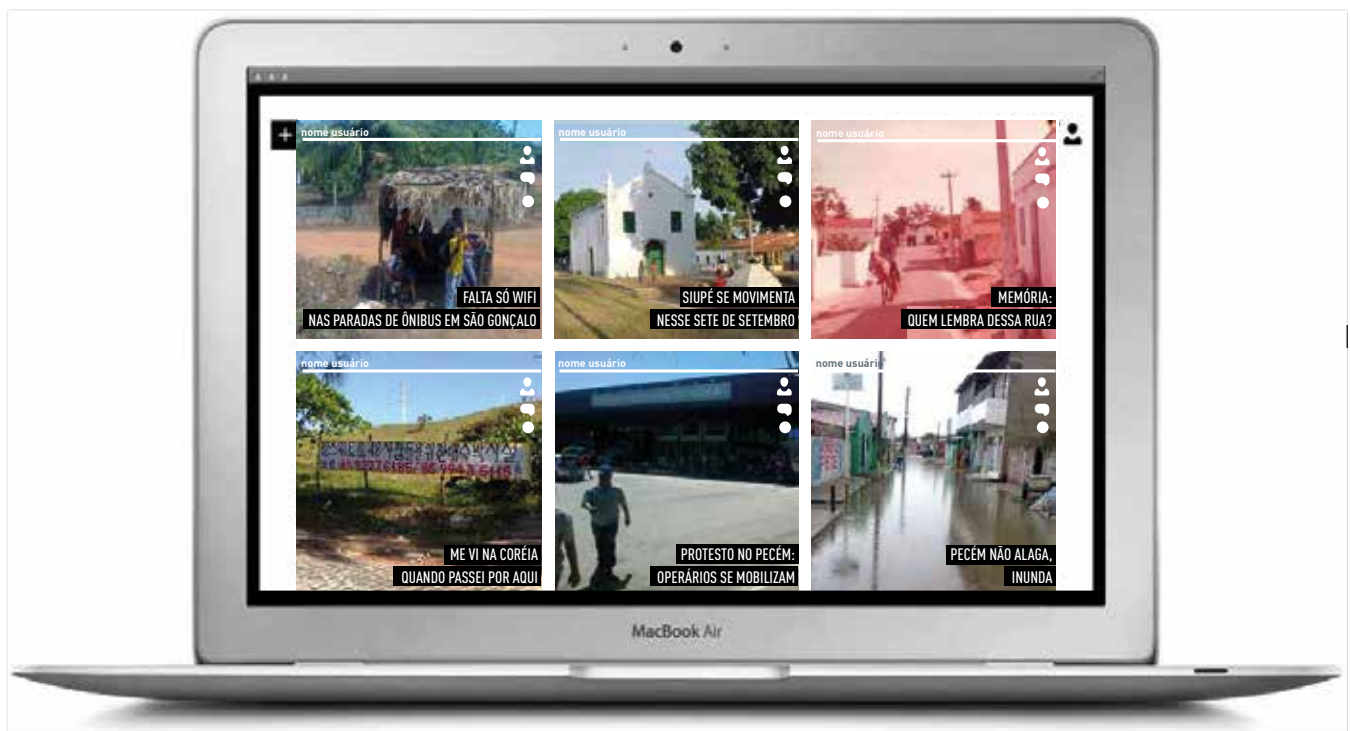 nome usuário
FALTA SÓ WIFI
NAS PARADAS DE ÔNIBUS EM SÃO GONÇALO
nome usuário
SIUPÉ SE MOVIMENTA
NESSE SETE DE SETEMBRO
nome usuário
MEMÓRIA:
QUEM LEMBRA DESSA RUA?
nome usuário
ME VI NA CORÉIA
QUANDO PASSEI POR AQUI
nome usuário
PROTESTO NO PECÉM:
OPERÁRIOS SE MOBILIZAM
nome usuário
PECÉM NÃO ALAGA,
INUNDA
MacBook Air